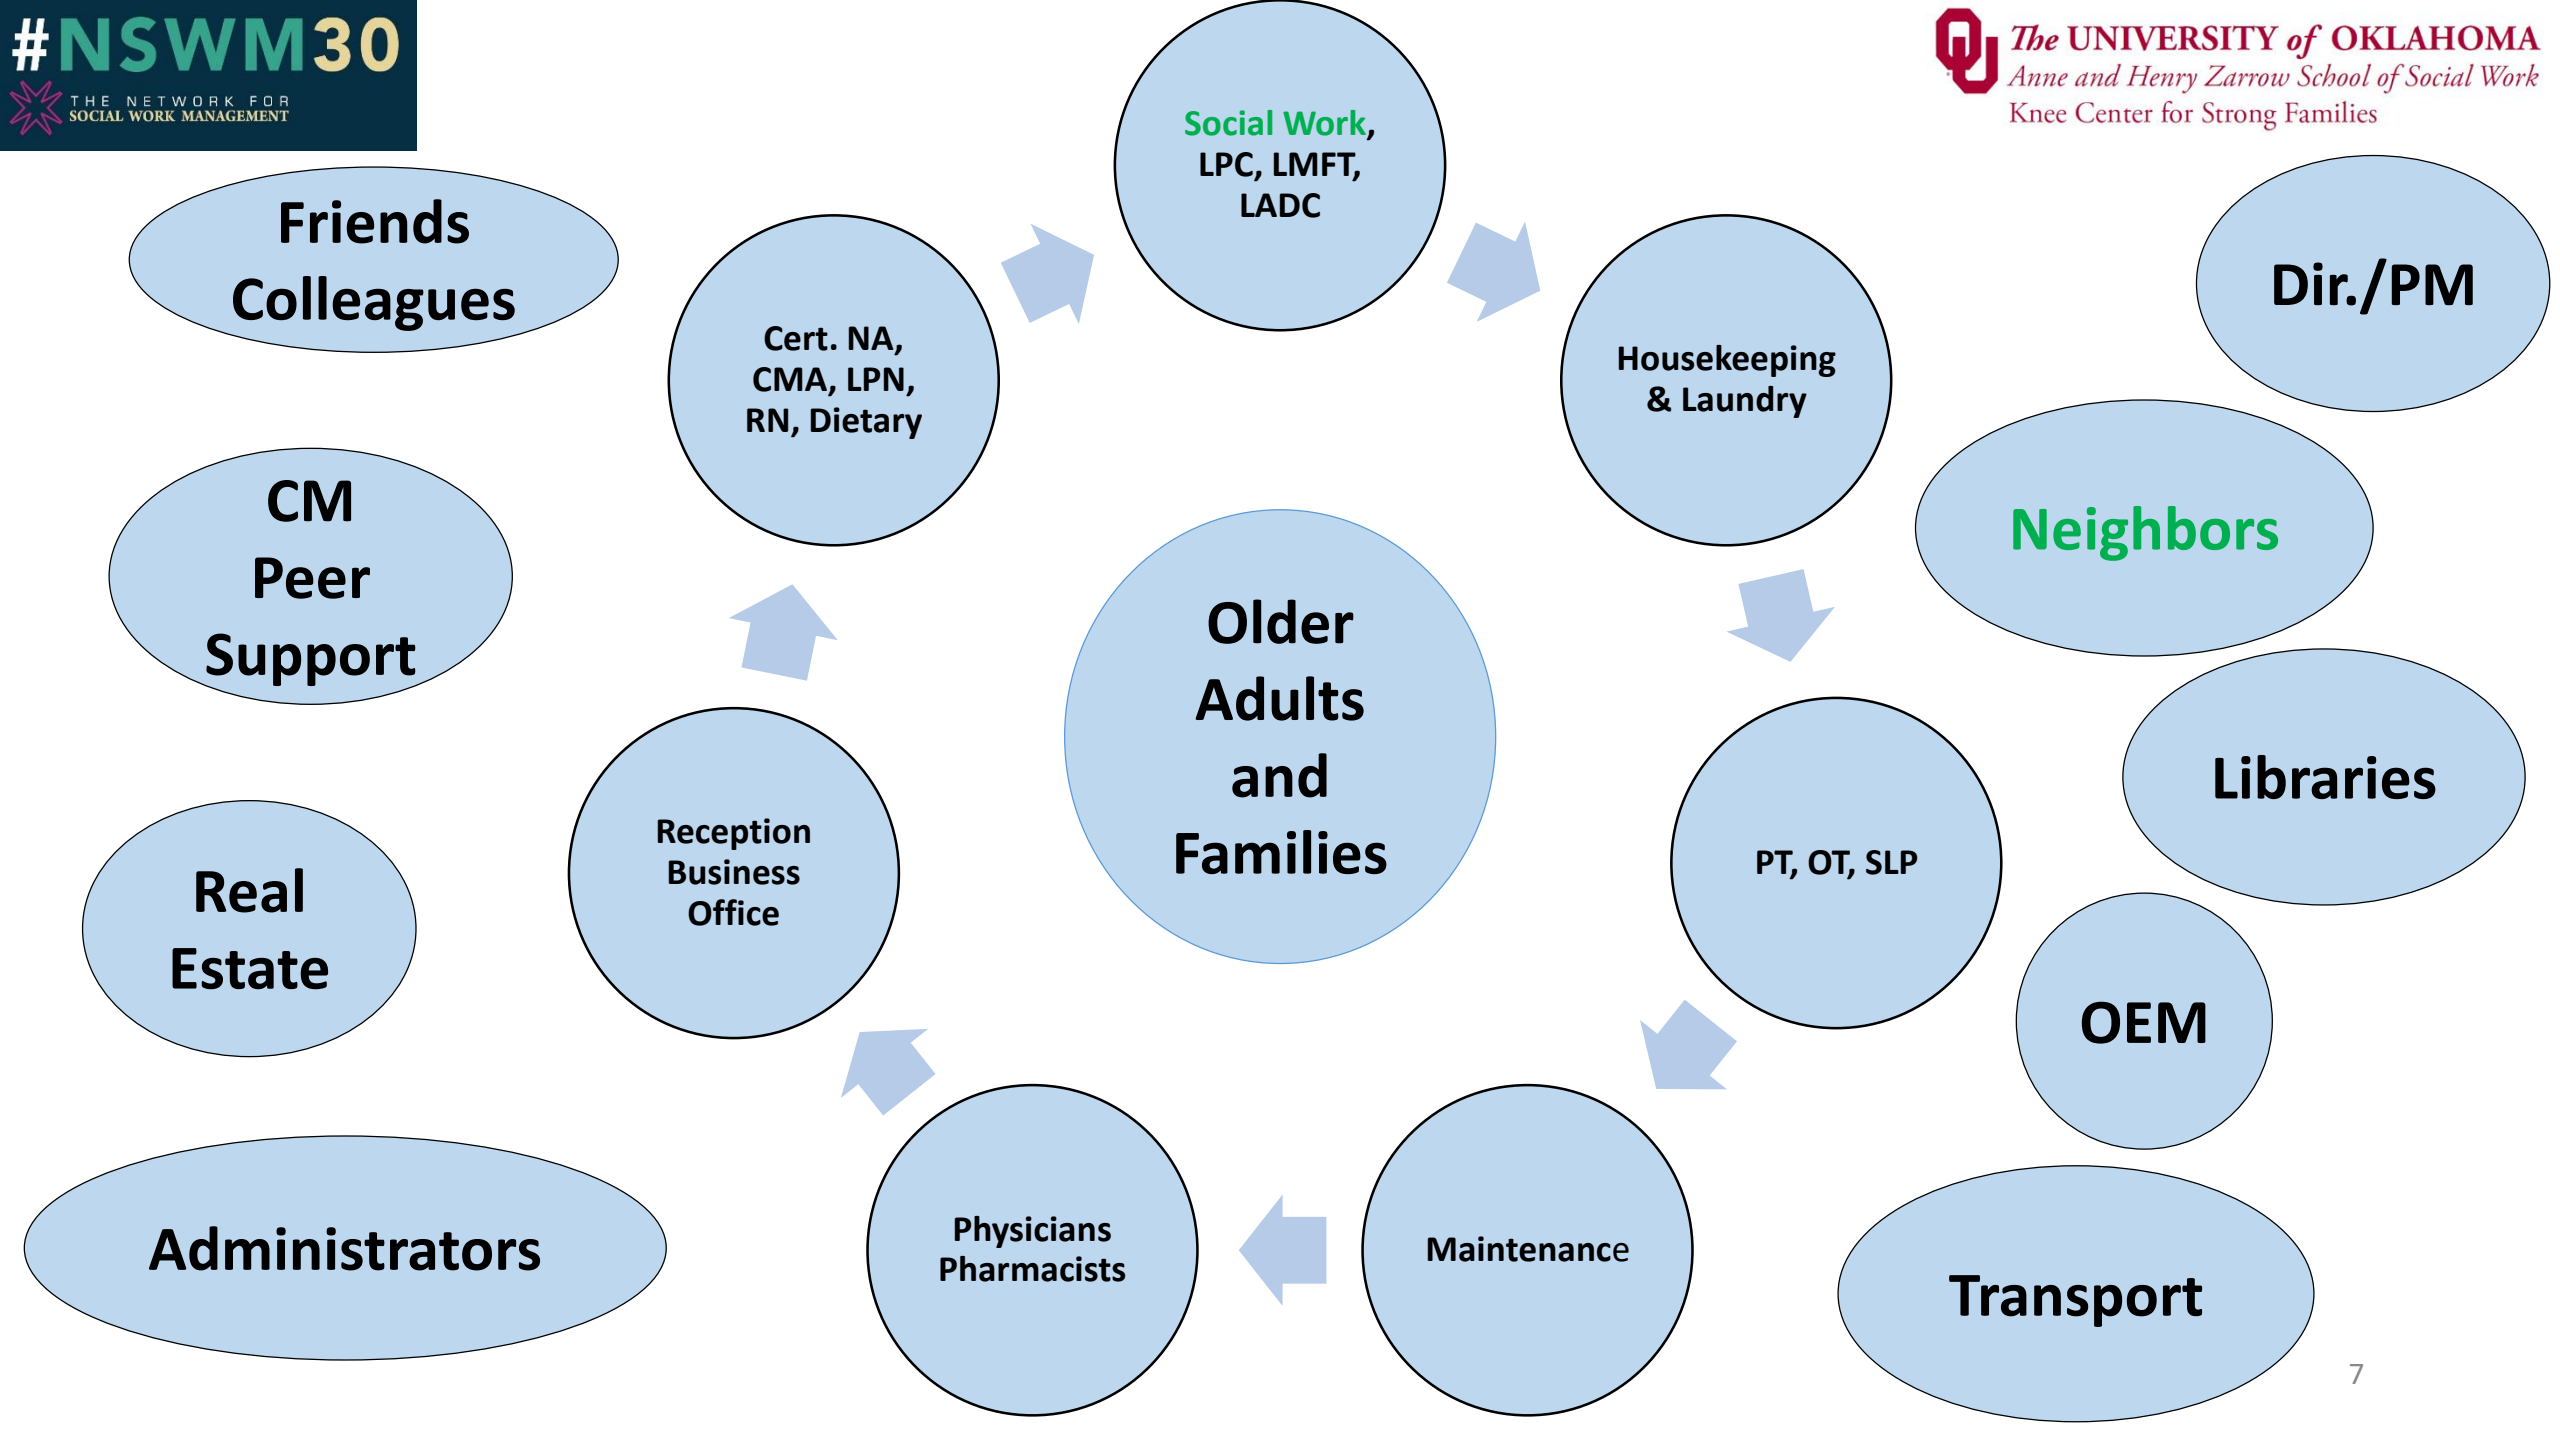 #NSWM30
THE NETWORK FOR
SOCIAL WORK MANAGEMENT
The UNIVERSITY of OKLAHOMA
Anne and Henry Zarrow School of Social Work
Knee Center for Strong Families
Social Work,
LPC, LMFT,
LADC
Friends
Colleagues
Dir./PM
Cert. NA,
CMA, LPN,
RN, Dietary
Housekeeping
& Laundry
CM
Peer
Support
Neighbors
Older
Adults
and
Families
Libraries
Reception
Business
Office
PT, OT, SLP
Real
Estate
OEM
Administrators
Physicians
Pharmacists
Maintenance
Transport
7